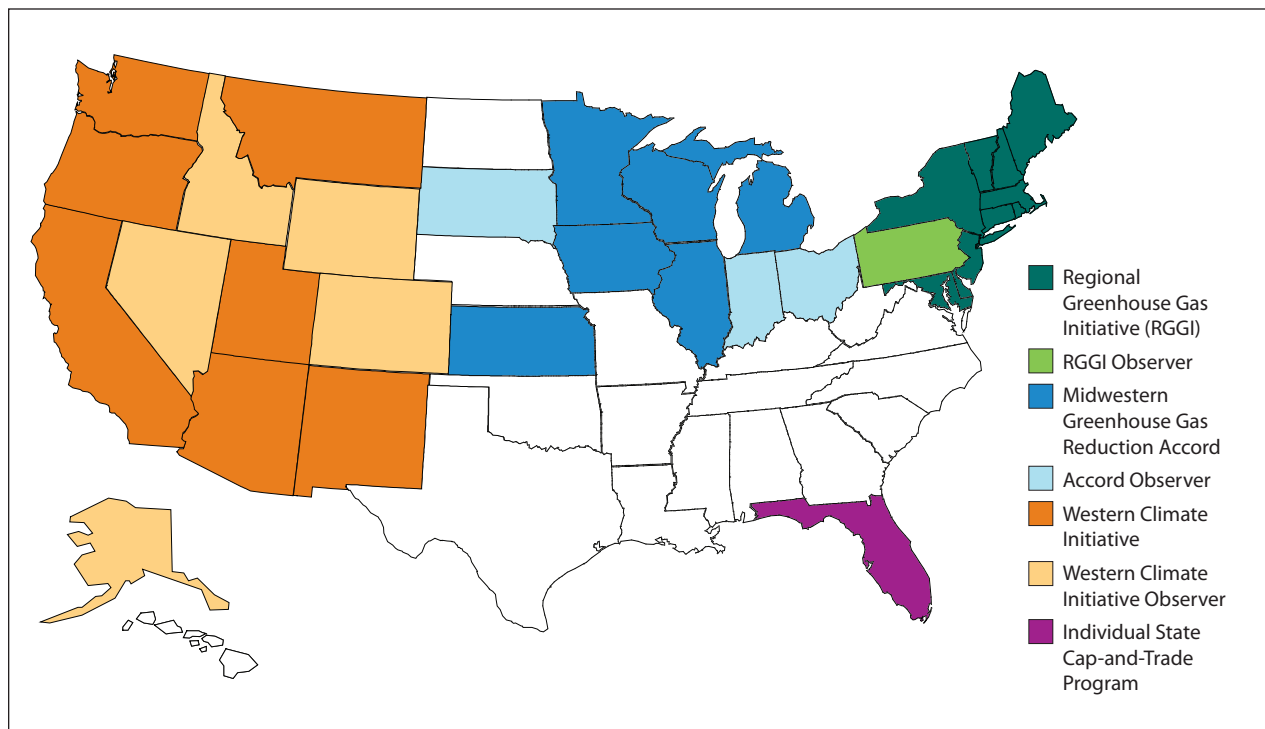 Regional
Greenhouse Gas
Initiative (RGGI)
RGGI Observer
Midwestern
Greenhouse Gas
Reduction Accord
Accord Observer
Western Climate
Initiative
Western Climate
Initiative Observer
Individual State
Cap-and-Trade
Program